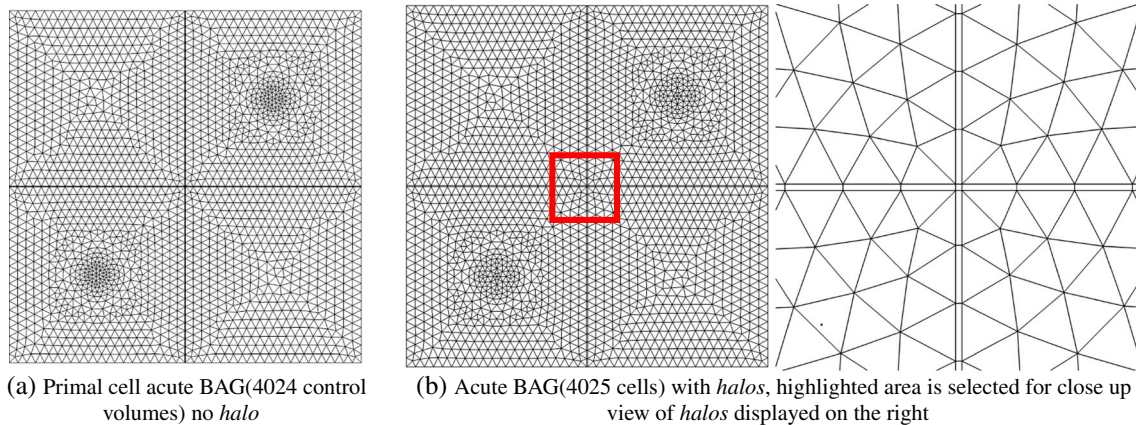 (a) Primal cell acute BAG(4024 control
volumes) no halo
(b) Acute BAG(4025 cells) with halos, highlighted area is selected for close up
view of halos displayed on the right